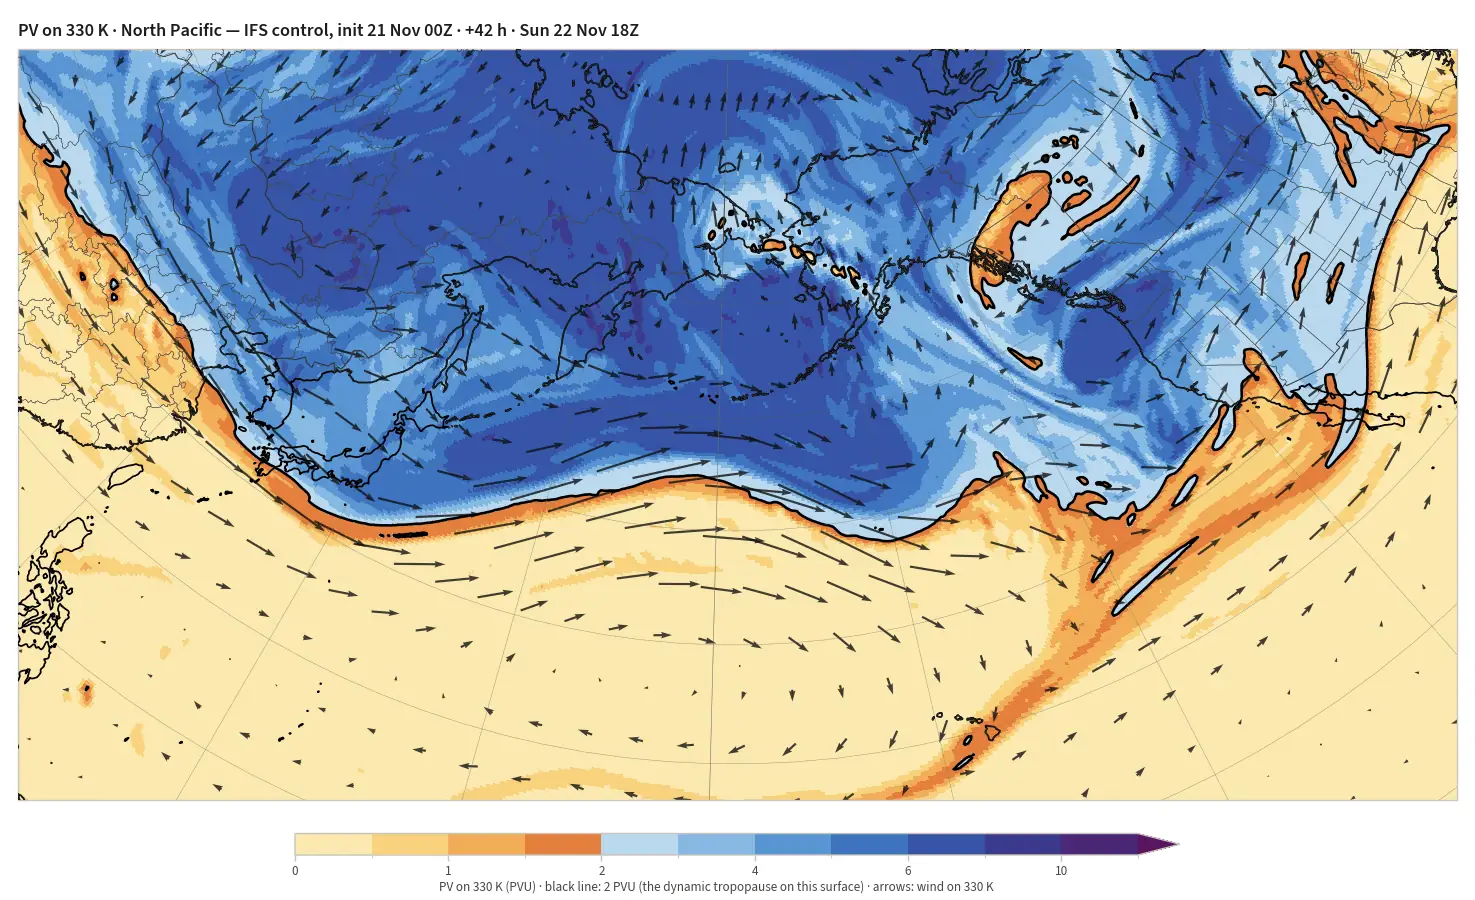 PV on 330 K · North Pacific — IFS control, init 21 Nov 00Z · +42 h · Sun 22 Nov 18Z
0 1 2 4 6 10
PV on 330 K (PVU) · black line: 2 PVU (the dynamic tropopause on this surface) · arrows: wind on 330 K